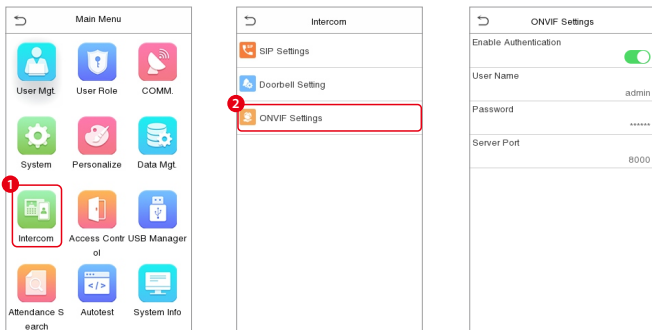 Main Menu
User Mgt.
User Role
COMM.
System
Personalize
Data Mgt.
1
Intercom
Access Contr
ol
USB Manager
Attendance S
earch
Autotest
System Info
Intercom
SIP Settings
Doorbell Setting
2
ONVIF Settings
ONVIF Settings
Enable Authentication
User Name
admin
Password
******
Server Port
8000